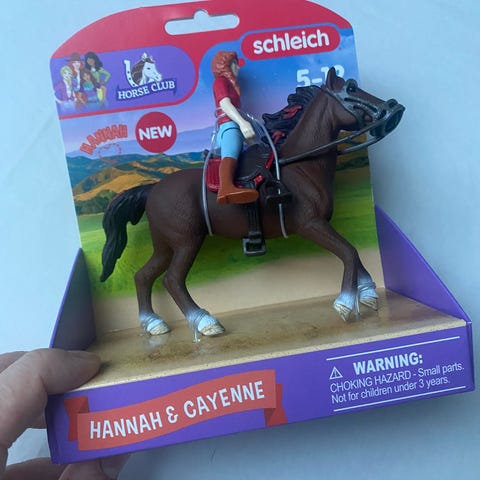 schleich
HORSE CLUB
5-12
HANNAH
NEW
WARNING:
CHOKING HAZARD - Small parts.
Not for children under 3 years.
HANNAH & CAYENNE